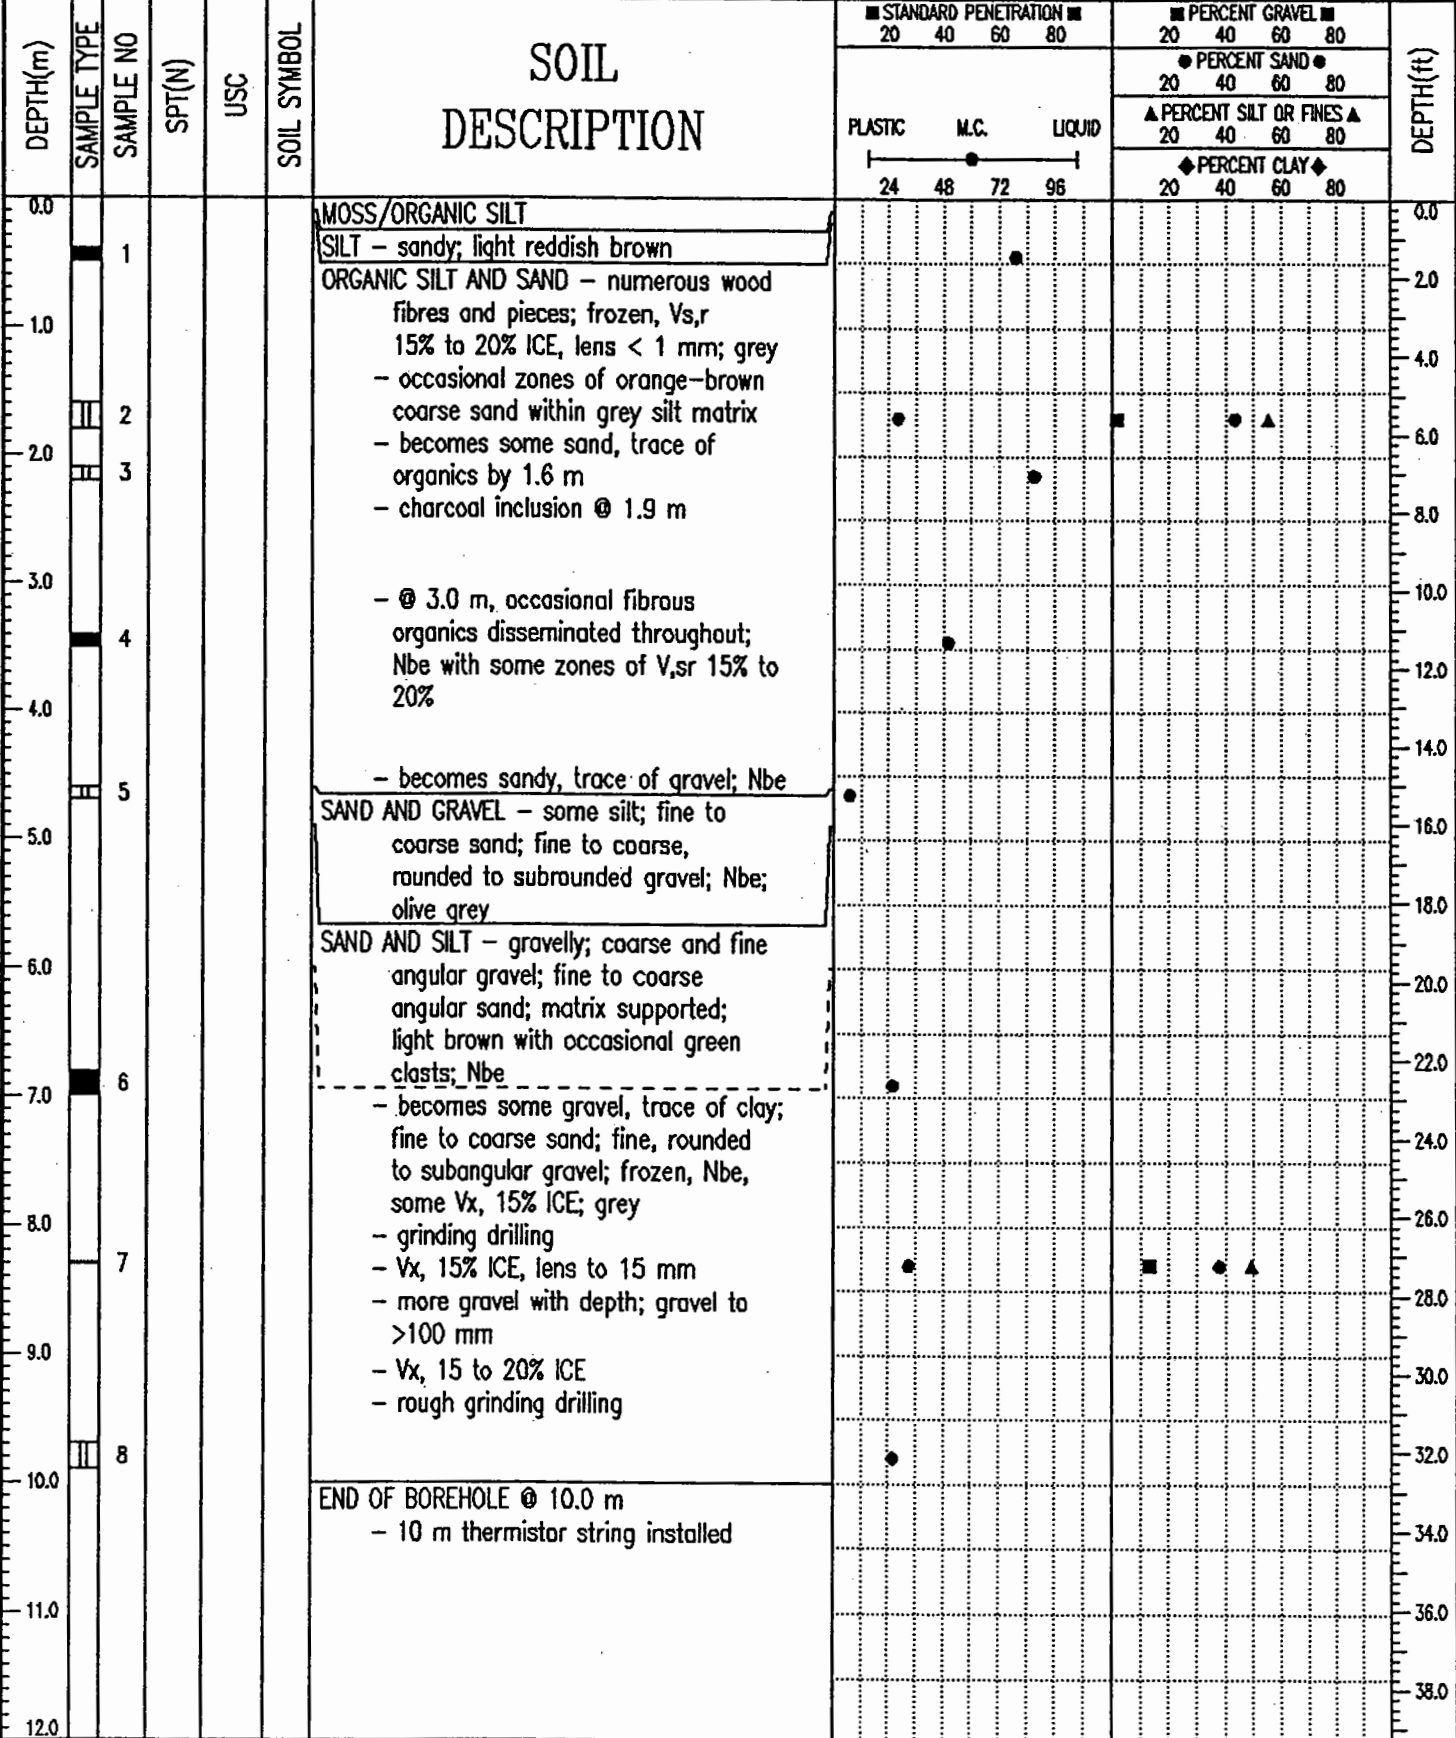 DEPTH(m)
SAMPLE TYPE
SAMPLE NO
SPT(N)
USC
SOIL SYMBOL
SOIL
DESCRIPTION
■ STANDARD PENETRATION ■
20 40 60 80
PLASTIC M.C. LIQUID
24 48 72 96
■ PERCENT GRAVEL ■
20 40 60 80
● PERCENT SAND ●
20 40 60 80
▲ PERCENT SILT OR FINES ▲
20 40 60 80
◆ PERCENT CLAY ◆
20 40 60 80
DEPTH(ft)
0.0
1.0
2.0
3.0
4.0
5.0
6.0
7.0
8.0
9.0
10.0
11.0
12.0
1
2
3
4
5
6
7
8
MOSS/ORGANIC SILT
SILT – sandy; light reddish brown
ORGANIC SILT AND SAND – numerous wood
fibres and pieces; frozen, Vs,r
15% to 20% ICE, lens < 1 mm; grey
– occasional zones of orange–brown
coarse sand within grey silt matrix
– becomes some sand, trace of
organics by 1.6 m
– charcoal inclusion @ 1.9 m
– @ 3.0 m, occasional fibrous
organics disseminated throughout;
Nbe with some zones of V,sr 15% to
20%
– becomes sandy, trace of gravel; Nbe
SAND AND GRAVEL – some silt; fine to
coarse sand; fine to coarse,
rounded to subrounded gravel; Nbe;
olive grey
SAND AND SILT – gravelly; coarse and fine
angular gravel; fine to coarse
angular sand; matrix supported;
light brown with occasional green
clasts; Nbe
– becomes some gravel, trace of clay;
fine to coarse sand; fine, rounded
to subangular gravel; frozen, Nbe,
some Vx, 15% ICE; grey
– grinding drilling
– Vx, 15% ICE, lens to 15 mm
– more gravel with depth; gravel to
>100 mm
– Vx, 15 to 20% ICE
– rough grinding drilling
END OF BOREHOLE @ 10.0 m
– 10 m thermistor string installed
0.0
2.0
4.0
6.0
8.0
10.0
12.0
14.0
16.0
18.0
20.0
22.0
24.0
26.0
28.0
30.0
32.0
34.0
36.0
38.0